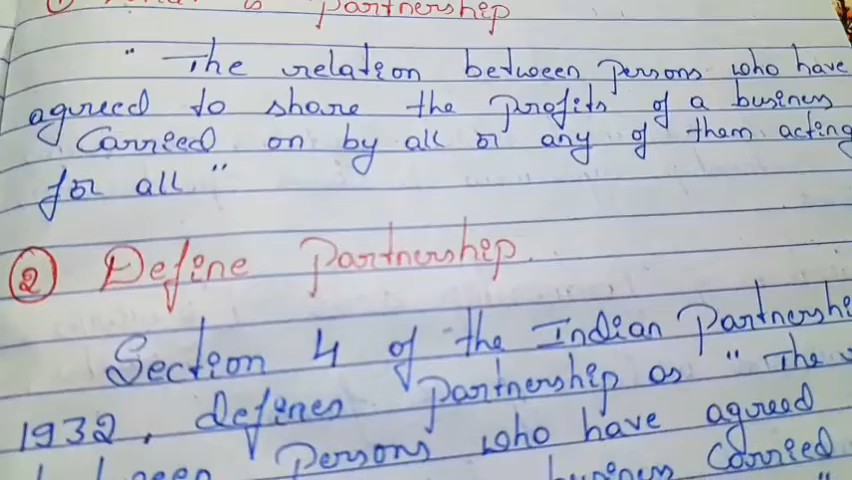 ① is Partnership
" The relation between persons who have
agreed to share the profits of a business
Carried on by all or any of them acting
for all "
② Define Partnership.
Section 4 of the Indian Partnershi
1932, defines Partnership as " The
persons who have agreed
business carried